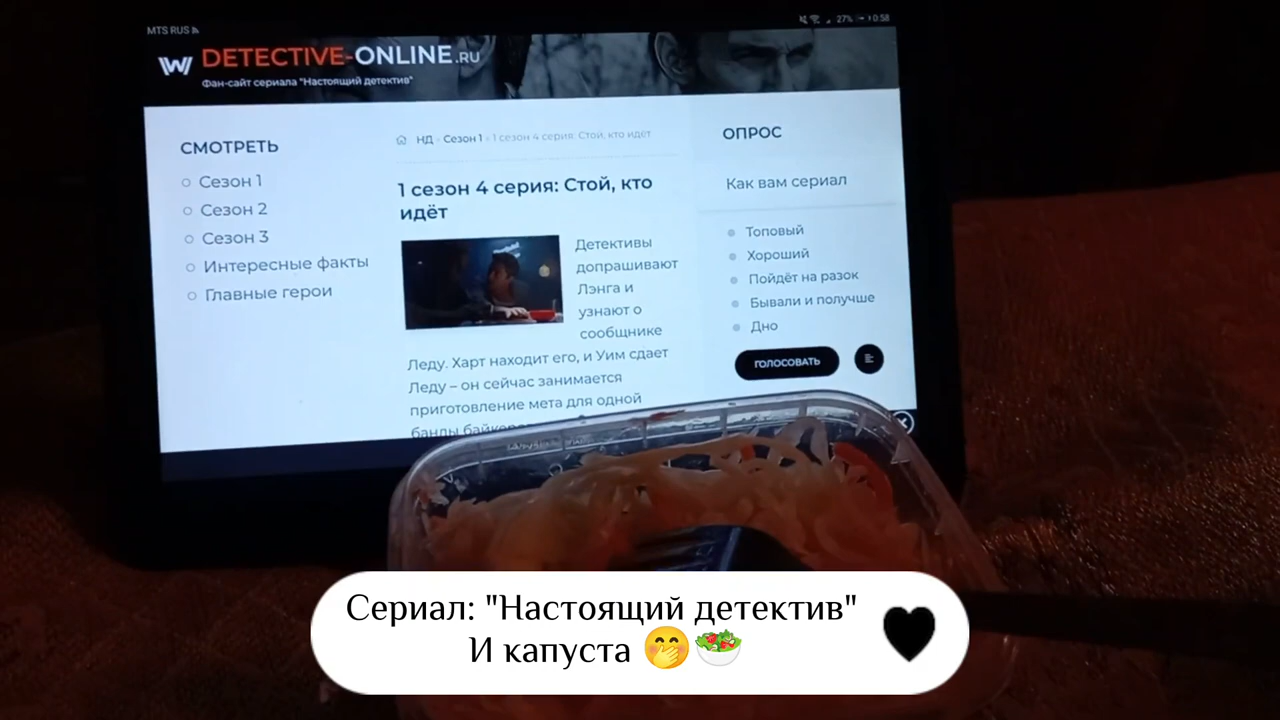 MTS RUS
27% 0:58
DETECTIVE-ONLINE.RU
Фан-сайт сериала "Настоящий детектив"
СМОТРЕТЬ
Сезон 1
Сезон 2
Сезон 3
Интересные факты
Главные герои
НД - Сезон 1 - 1 сезон 4 серия: Стой, кто идёт
1 сезон 4 серия: Стой, кто
идёт
Детективы
допрашивают
Лэнга и
узнают о
сообщнике
Леду. Харт находит его, и Уим сдает
Леду – он сейчас занимается
приготовление мета для одной
банды
ОПРОС
Как вам сериал
Топовый
Хороший
Пойдёт на разок
Бывали и получше
Дно
ГОЛОСОВАТЬ
Сериал: "Настоящий детектив"
И капуста 🤭🥗